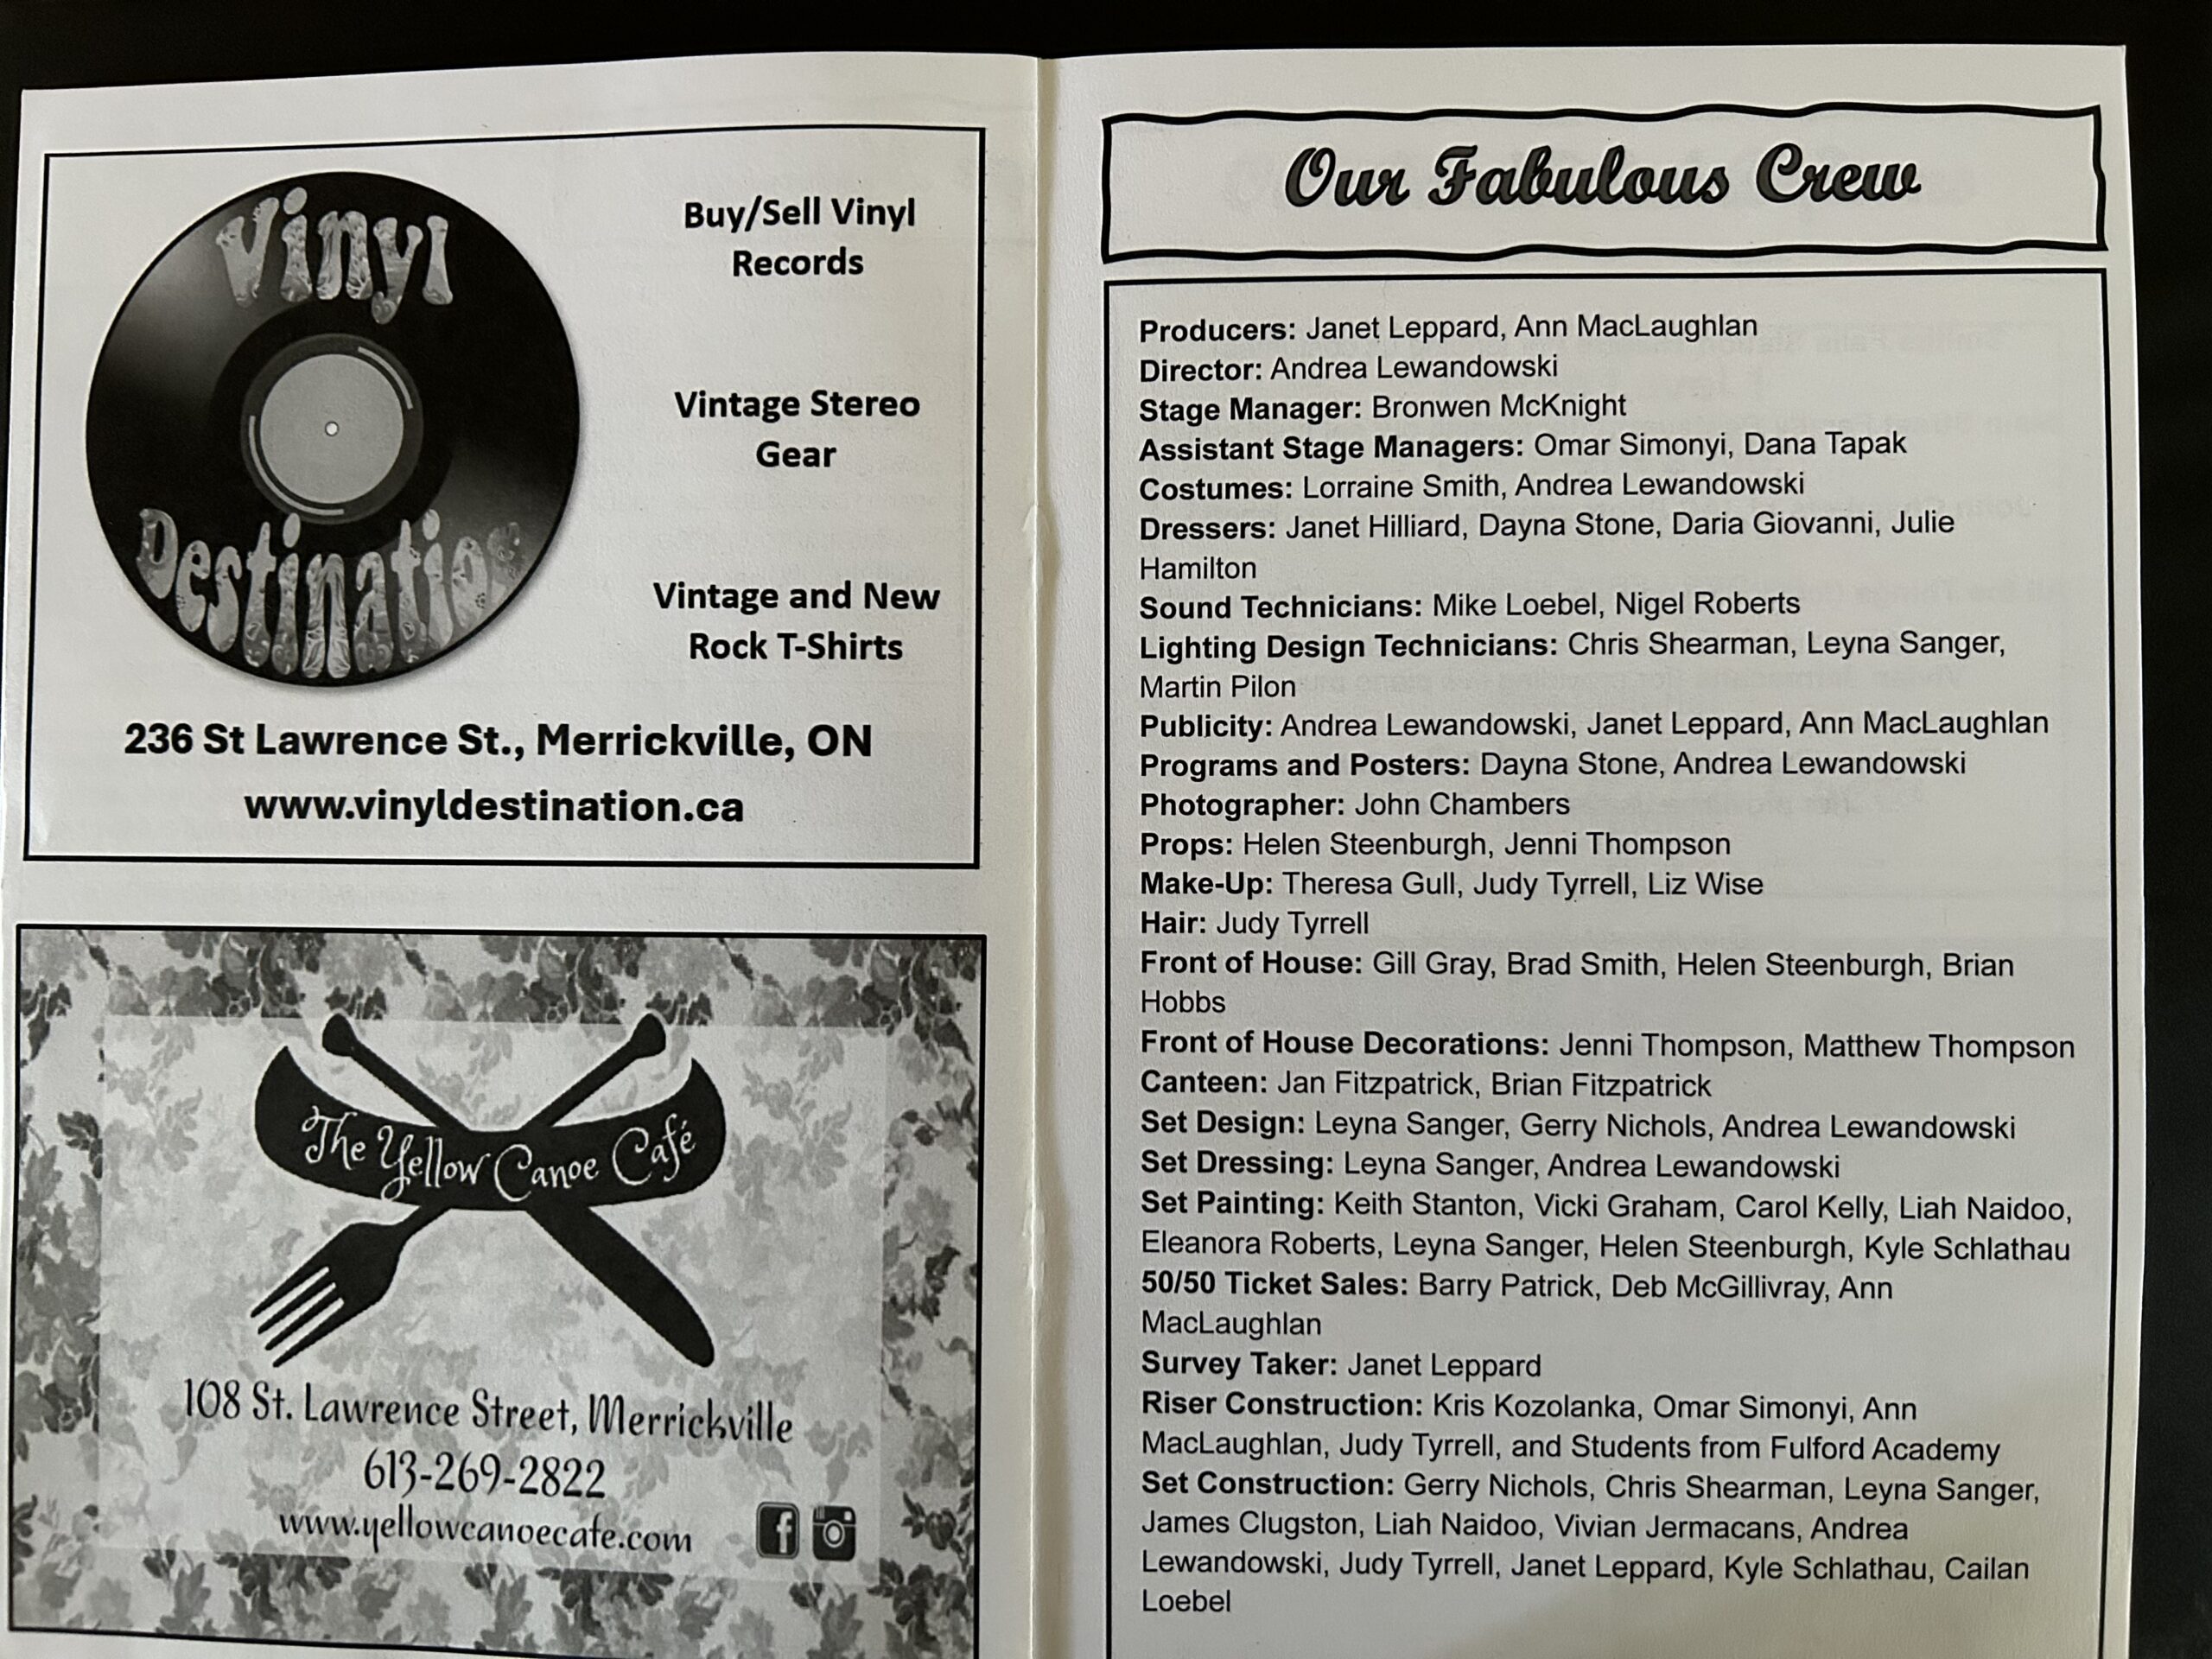 Vinyl
Destination
Buy/Sell Vinyl
Records
Vintage Stereo
Gear
Vintage and New
Rock T-Shirts
236 St Lawrence St., Merrickville, ON
www.vinyldestination.ca
The Yellow Canoe Café
108 St. Lawrence Street, Merrickville
613-269-2822
www.yellowcanoecafe.com
Our Fabulous Crew
Producers: Janet Leppard, Ann MacLaughlan
Director: Andrea Lewandowski
Stage Manager: Bronwen McKnight
Assistant Stage Managers: Omar Simonyi, Dana Tapak
Costumes: Lorraine Smith, Andrea Lewandowski
Dressers: Janet Hilliard, Dayna Stone, Daria Giovanni, Julie
Hamilton
Sound Technicians: Mike Loebel, Nigel Roberts
Lighting Design Technicians: Chris Shearman, Leyna Sanger,
Martin Pilon
Publicity: Andrea Lewandowski, Janet Leppard, Ann MacLaughlan
Programs and Posters: Dayna Stone, Andrea Lewandowski
Photographer: John Chambers
Props: Helen Steenburgh, Jenni Thompson
Make-Up: Theresa Gull, Judy Tyrrell, Liz Wise
Hair: Judy Tyrrell
Front of House: Gill Gray, Brad Smith, Helen Steenburgh, Brian
Hobbs
Front of House Decorations: Jenni Thompson, Matthew Thompson
Canteen: Jan Fitzpatrick, Brian Fitzpatrick
Set Design: Leyna Sanger, Gerry Nichols, Andrea Lewandowski
Set Dressing: Leyna Sanger, Andrea Lewandowski
Set Painting: Keith Stanton, Vicki Graham, Carol Kelly, Liah Naidoo,
Eleanora Roberts, Leyna Sanger, Helen Steenburgh, Kyle Schlathau
50/50 Ticket Sales: Barry Patrick, Deb McGillivray, Ann
MacLaughlan
Survey Taker: Janet Leppard
Riser Construction: Kris Kozolanka, Omar Simonyi, Ann
MacLaughlan, Judy Tyrrell, and Students from Fulford Academy
Set Construction: Gerry Nichols, Chris Shearman, Leyna Sanger,
James Clugston, Liah Naidoo, Vivian Jermacans, Andrea
Lewandowski, Judy Tyrrell, Janet Leppard, Kyle Schlathau, Cailan
Loebel